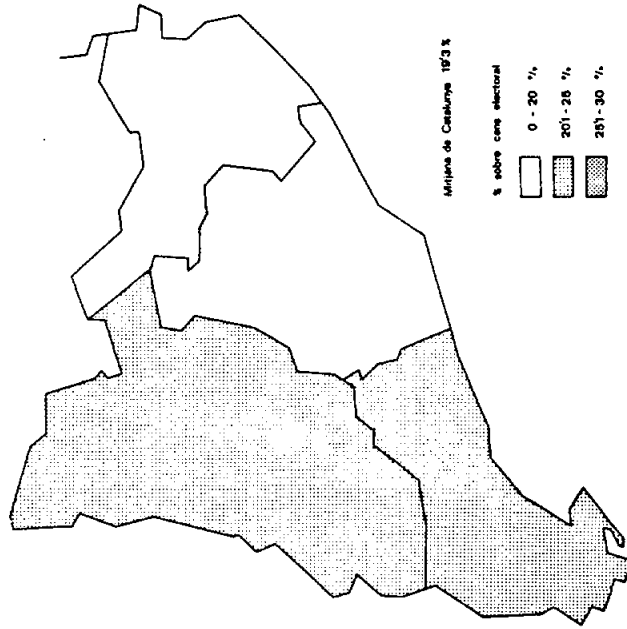 Mitjana de Catalunya 19'3 %
% sobre cens electoral
0 - 20 %
20'1 - 25 %
25'1 - 30 %